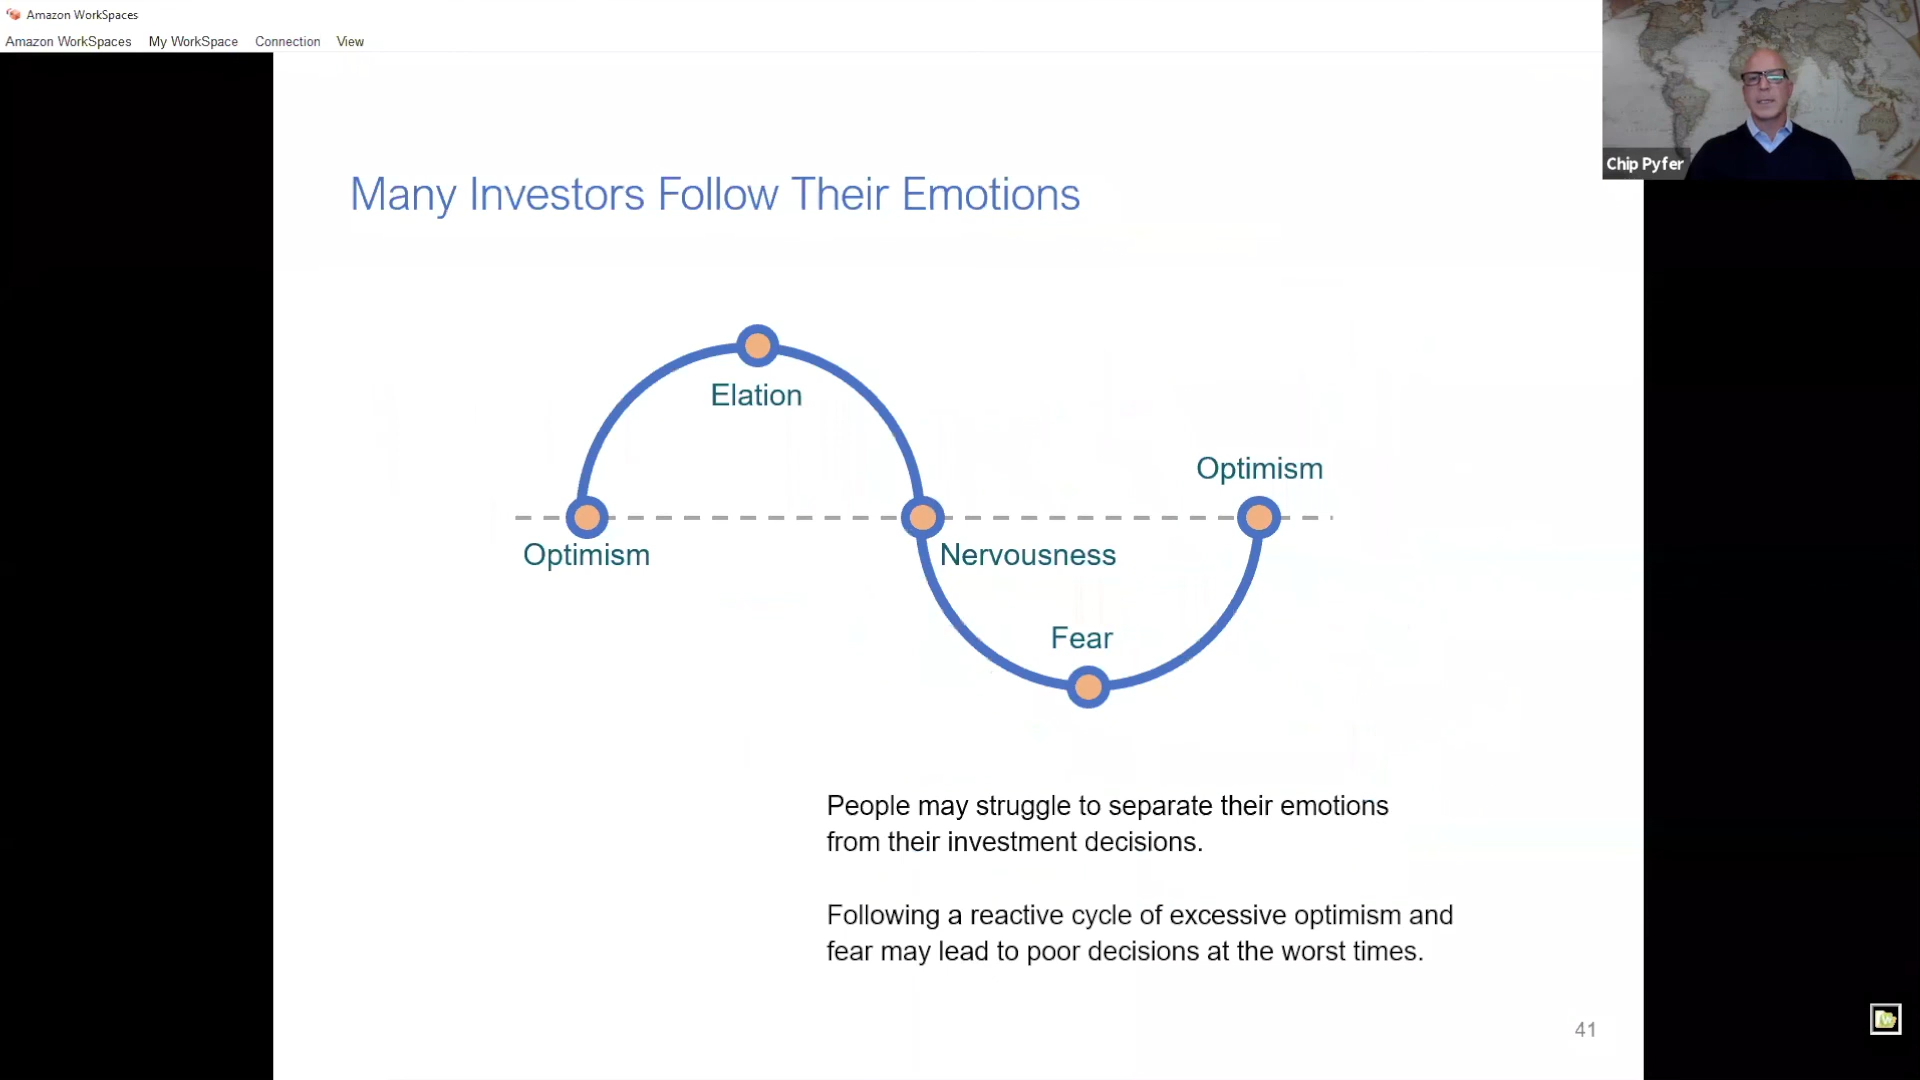 Amazon WorkSpaces
Amazon WorkSpaces My WorkSpace Connection View
Chip Pyfer
Many Investors Follow Their Emotions
Elation
Optimism
Optimism
Nervousness
Fear
People may struggle to separate their emotions
from their investment decisions.
Following a reactive cycle of excessive optimism and
fear may lead to poor decisions at the worst times.
41